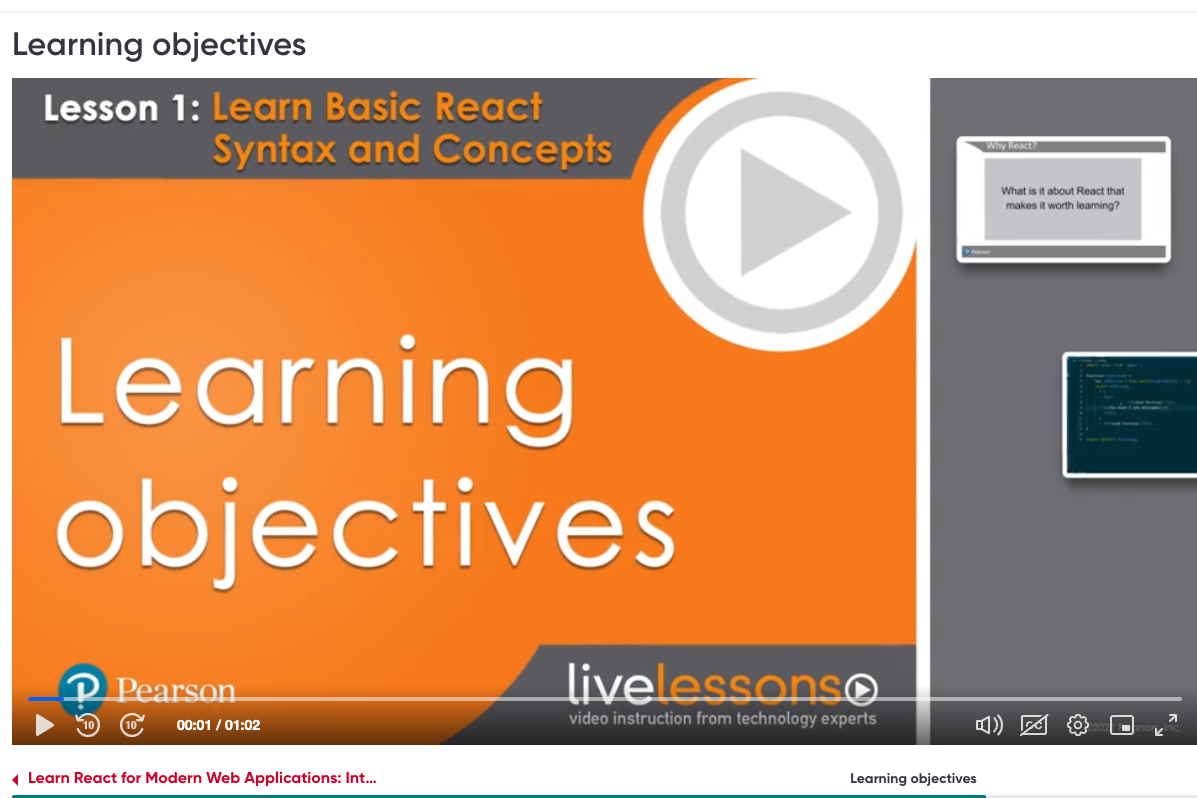 Learning objectives
Lesson 1: Learn Basic React
Syntax and Concepts
Why React?
What is it about React that
makes it worth learning?
Pearson
Learning
objectives
Pearson
livelessons
video instruction from technology experts
10
10
00:01 / 01:02
Learn React for Modern Web Applications: Int...
Learning objectives